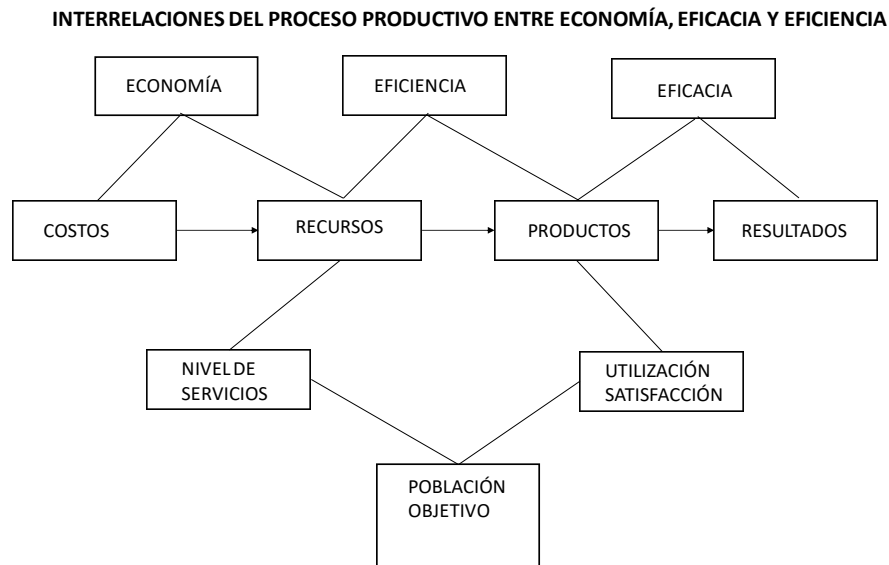 INTERRELACIONES DEL PROCESO PRODUCTIVO ENTRE ECONOMÍA, EFICACIA Y EFICIENCIA
ECONOMÍA
EFICIENCIA
EFICACIA
COSTOS
RECURSOS
PRODUCTOS
RESULTADOS
NIVEL DE
SERVICIOS
UTILIZACIÓN
SATISFACCIÓN
POBLACIÓN
OBJETIVO